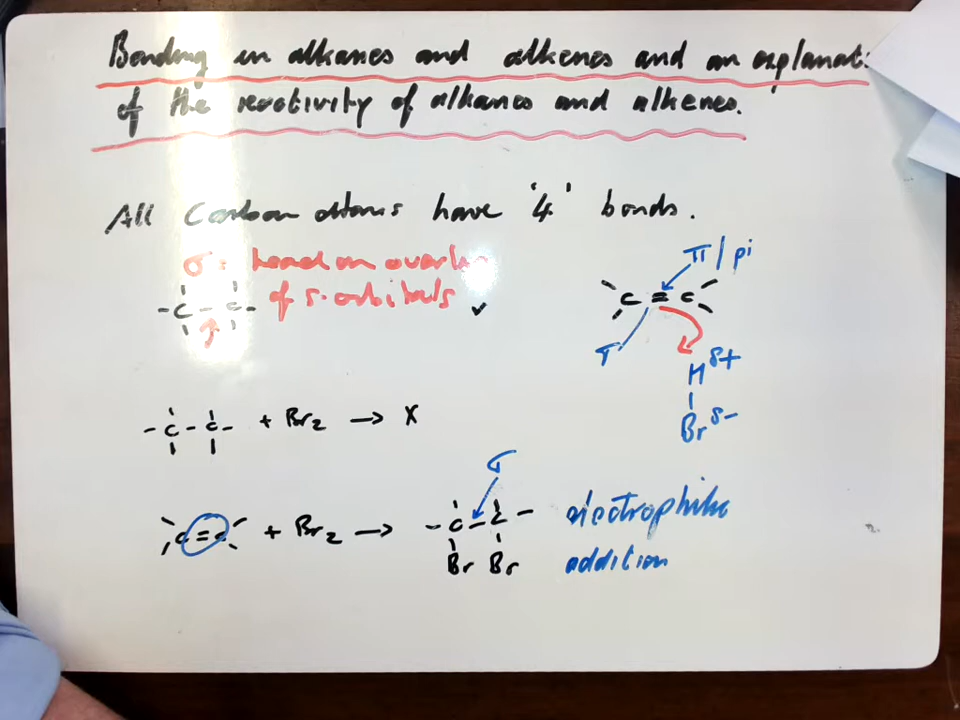 Bonding in alkanes and alkenes and an explanat
of the reactivity of alkanes and alkenes.
All Carbon atoms have '4' bonds.
σ = head on overlap
of s-orbitals
- C - C -
π / pi
C = C
σ
H δ+
Br δ-
- C - C - + Br2 → X
C = C + Br2 → - C - C -
σ
Br Br
electrophilic
addition